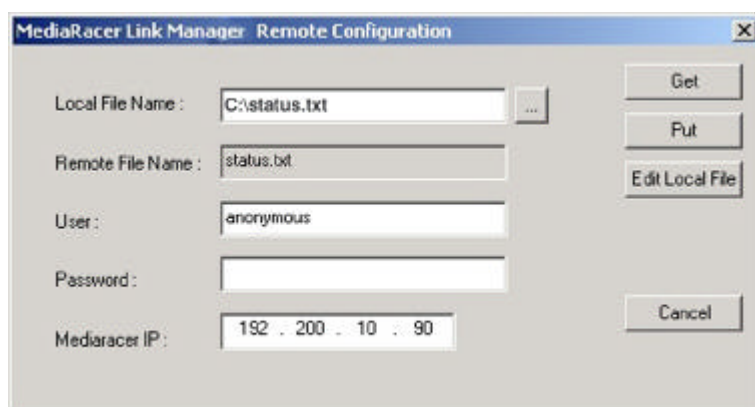 MediaRacer Link Manager Remote Configuration
Local File Name :
C:\status.txt
...
Remote File Name :
status.txt
User :
anonymous
Password :
Mediaracer IP :
192 . 200 . 10 . 90
Get
Put
Edit Local File
Cancel